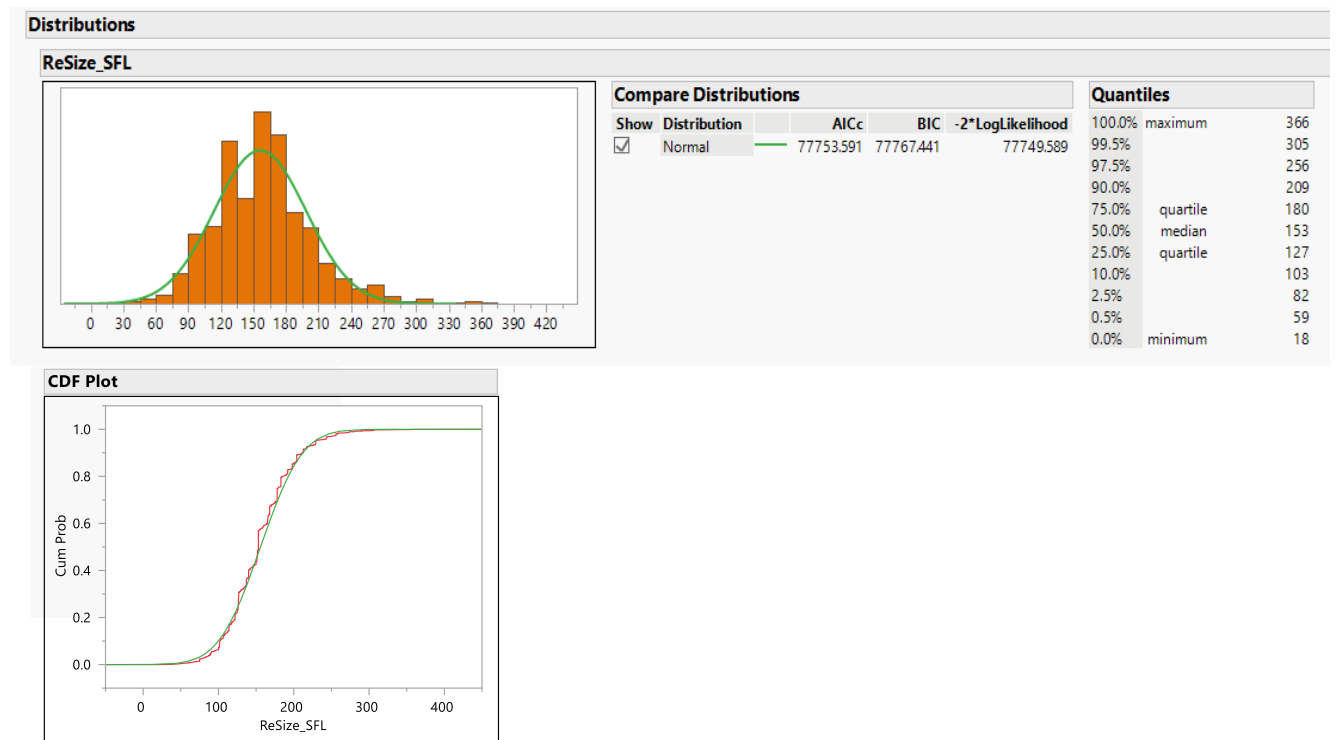 Distributions
ReSize_SFL
0 30 60 90 120 150 180 210 240 270 300 330 360 390 420
Compare Distributions
Show Distribution AICc BIC -2*LogLikelihood
Normal 77753.591 77767.441 77749.589
Quantiles
100.0% maximum 366
99.5% 305
97.5% 256
90.0% 209
75.0% quartile 180
50.0% median 153
25.0% quartile 127
10.0% 103
2.5% 82
0.5% 59
0.0% minimum 18
CDF Plot
Cum Prob
1.0
0.8
0.6
0.4
0.2
0.0
0 100 200 300 400
ReSize_SFL